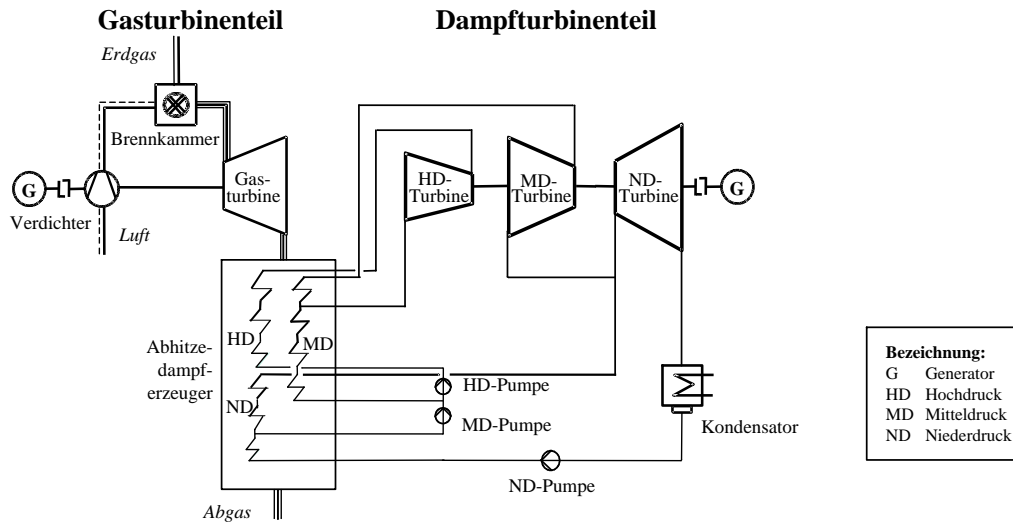 Gasturbinenteil
Dampfturbinenteil
Erdgas
Brennkammer
G
Verdichter
Luft
Gas-
turbine
HD-
Turbine
MD-
Turbine
ND-
Turbine
G
Abhitze-
dampf-
erzeuger
HD
MD
ND
HD-Pumpe
MD-Pumpe
ND-Pumpe
Kondensator
Abgas
Bezeichnung:
G Generator
HD Hochdruck
MD Mitteldruck
ND Niederdruck